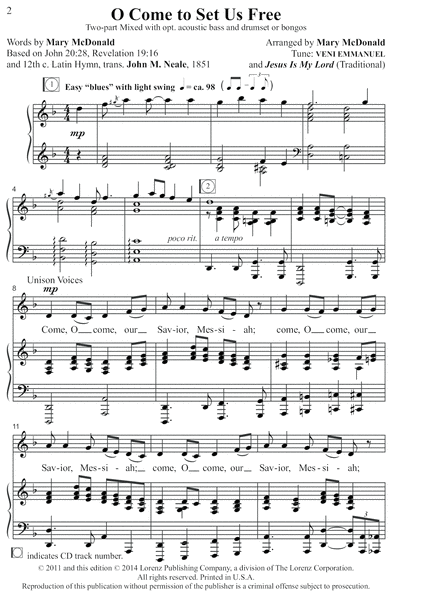 2
O Come to Set Us Free
Two-part Mixed with opt. acoustic bass and drumset or bongos
Words by Mary McDonald
Based on John 20:28, Revelation 19:16
and 12th c. Latin Hymn, trans. John M. Neale, 1851
Arranged by Mary McDonald
Tune: VENI EMMANUEL
and Jesus Is My Lord (Traditional)
1
Easy “blues” with light swing ♩ = ca. 98
mp
4
2
poco rit.
a tempo
Unison Voices
8
mp
Come, O come, our Sav-ior, Mes-si-ah; come, O come, our
11
Sav-ior, Mes-si-ah; come, O come, our Sav-ior, Mes-si-ah;
indicates CD track number.
© 2011 and this edition © 2014 Lorenz Publishing Company, a division of The Lorenz Corporation.
All rights reserved. Printed in U.S.A.
Reproduction of this publication without permission of the publisher is a criminal offense subject to prosecution.